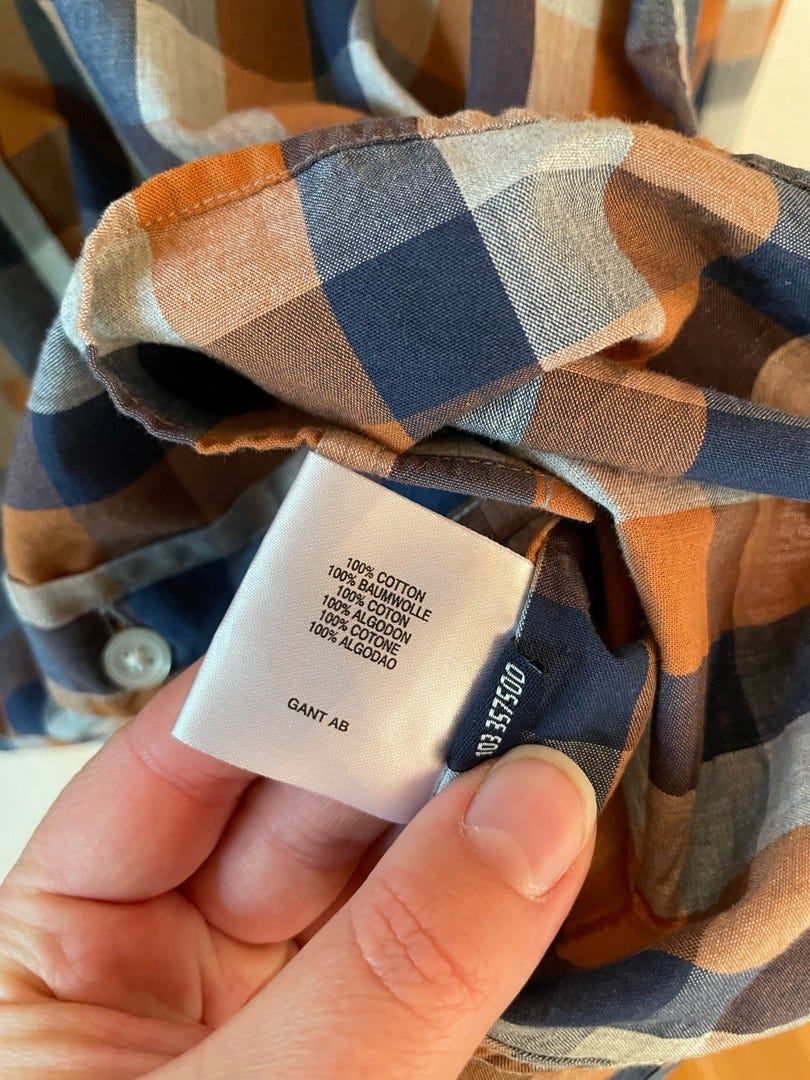 100% COTTON
100% BAUMWOLLE
100% COTON
100% ALGODON
100% COTONE
100% ALGODAO
GANT AB
103 357500